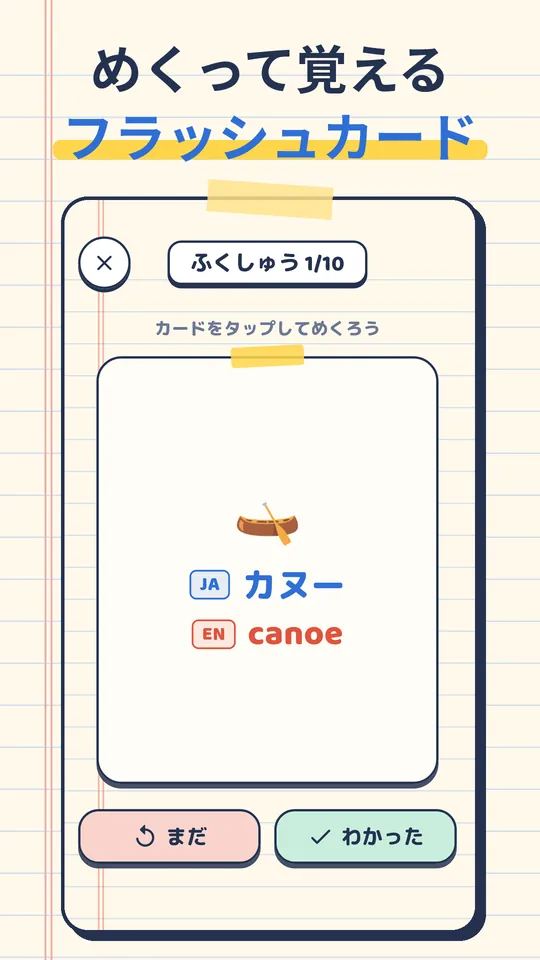 めくって覚える
フラッシュカード
ふくしゅう 1/10
カードをタップしてめくろう
JA カヌー
EN canoe
まだ
わかった